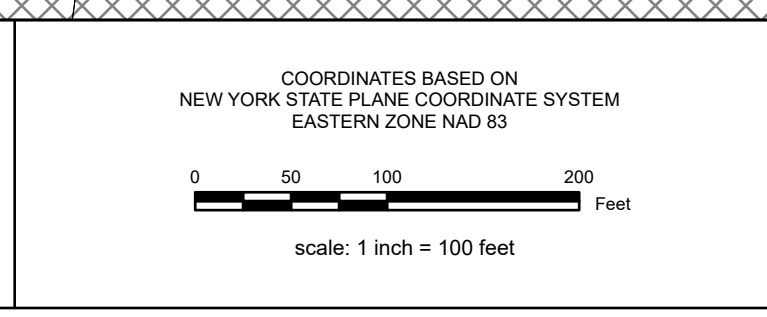 COORDINATES BASED ON
NEW YORK STATE PLANE COORDINATE SYSTEM
EASTERN ZONE NAD 83
0 50 100 200
Feet
scale: 1 inch = 100 feet